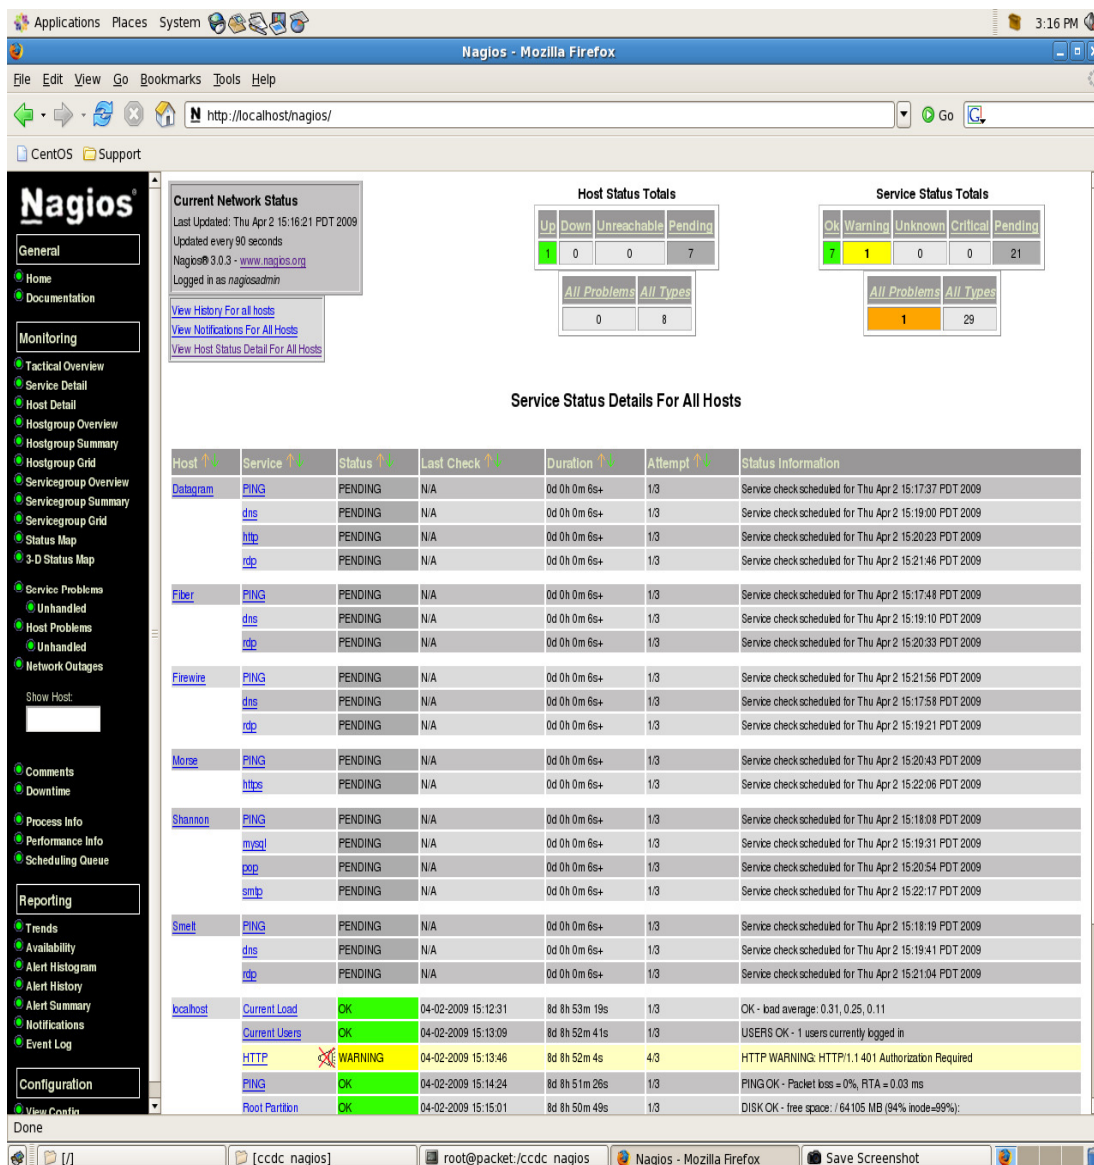 Applications Places System 3:16 PM
Nagios - Mozilla Firefox
File Edit View Go Bookmarks Tools Help
N http://localhost/nagios/ Go G
CentOS Support
Nagios®
General
Home
Documentation
Monitoring
Tactical Overview
Service Detail
Host Detail
Hostgroup Overview
Hostgroup Summary
Hostgroup Grid
Servicegroup Overview
Servicegroup Summary
Servicegroup Grid
Status Map
3-D Status Map
Service Problems
Unhandled
Host Problems
Unhandled
Network Outages
Show Host:
Comments
Downtime
Process Info
Performance Info
Scheduling Queue
Reporting
Trends
Availability
Alert Histogram
Alert History
Alert Summary
Notifications
Event Log
Configuration
View Config
Current Network Status
Last Updated: Thu Apr 2 15:16:21 PDT 2009
Updated every 90 seconds
Nagios® 3.0.3 - www.nagios.org
Logged in as nagiosadmin
View History For all hosts
View Notifications For All Hosts
View Host Status Detail For All Hosts
Host Status Totals
Up Down Unreachable Pending
1 0 0 7
All Problems All Types
0 8
Service Status Totals
Ok Warning Unknown Critical Pending
7 1 0 0 21
All Problems All Types
1 29
Service Status Details For All Hosts
Host Service Status Last Check Duration Attempt Status Information
Datagram PING PENDING N/A 0d 0h 0m 6s+ 1/3 Service check scheduled for Thu Apr 2 15:17:37 PDT 2009
dns PENDING N/A 0d 0h 0m 6s+ 1/3 Service check scheduled for Thu Apr 2 15:19:00 PDT 2009
http PENDING N/A 0d 0h 0m 6s+ 1/3 Service check scheduled for Thu Apr 2 15:20:23 PDT 2009
rdp PENDING N/A 0d 0h 0m 6s+ 1/3 Service check scheduled for Thu Apr 2 15:21:46 PDT 2009
Fiber PING PENDING N/A 0d 0h 0m 6s+ 1/3 Service check scheduled for Thu Apr 2 15:17:48 PDT 2009
dns PENDING N/A 0d 0h 0m 6s+ 1/3 Service check scheduled for Thu Apr 2 15:19:10 PDT 2009
rdp PENDING N/A 0d 0h 0m 6s+ 1/3 Service check scheduled for Thu Apr 2 15:20:33 PDT 2009
Firewire PING PENDING N/A 0d 0h 0m 6s+ 1/3 Service check scheduled for Thu Apr 2 15:21:56 PDT 2009
dns PENDING N/A 0d 0h 0m 6s+ 1/3 Service check scheduled for Thu Apr 2 15:17:58 PDT 2009
rdp PENDING N/A 0d 0h 0m 6s+ 1/3 Service check scheduled for Thu Apr 2 15:19:21 PDT 2009
Morse PING PENDING N/A 0d 0h 0m 6s+ 1/3 Service check scheduled for Thu Apr 2 15:20:43 PDT 2009
https PENDING N/A 0d 0h 0m 6s+ 1/3 Service check scheduled for Thu Apr 2 15:22:06 PDT 2009
Shannon PING PENDING N/A 0d 0h 0m 6s+ 1/3 Service check scheduled for Thu Apr 2 15:18:08 PDT 2009
mysql PENDING N/A 0d 0h 0m 6s+ 1/3 Service check scheduled for Thu Apr 2 15:19:31 PDT 2009
pop PENDING N/A 0d 0h 0m 6s+ 1/3 Service check scheduled for Thu Apr 2 15:20:54 PDT 2009
smtp PENDING N/A 0d 0h 0m 6s+ 1/3 Service check scheduled for Thu Apr 2 15:22:17 PDT 2009
Smelt PING PENDING N/A 0d 0h 0m 6s+ 1/3 Service check scheduled for Thu Apr 2 15:18:19 PDT 2009
dns PENDING N/A 0d 0h 0m 6s+ 1/3 Service check scheduled for Thu Apr 2 15:19:41 PDT 2009
rdp PENDING N/A 0d 0h 0m 6s+ 1/3 Service check scheduled for Thu Apr 2 15:21:04 PDT 2009
localhost Current Load OK 04-02-2009 15:12:31 8d 8h 53m 19s 1/3 OK - load average: 0.31, 0.25, 0.11
Current Users OK 04-02-2009 15:13:09 8d 8h 52m 41s 1/3 USERS OK - 1 users currently logged in
HTTP WARNING 04-02-2009 15:13:46 8d 8h 52m 4s 4/3 HTTP WARNING: HTTP/1.1 401 Authorization Required
PING OK 04-02-2009 15:14:24 8d 8h 51m 26s 1/3 PING OK - Packet loss = 0%, RTA = 0.03 ms
Root Partition OK 04-02-2009 15:15:01 8d 8h 50m 49s 1/3 DISK OK - free space: / 64105 MB (94% inode=99%):
Done
[/] [ccdc_nagios] root@packet:/ccdc_nagios Nagios - Mozilla Firefox Save Screenshot